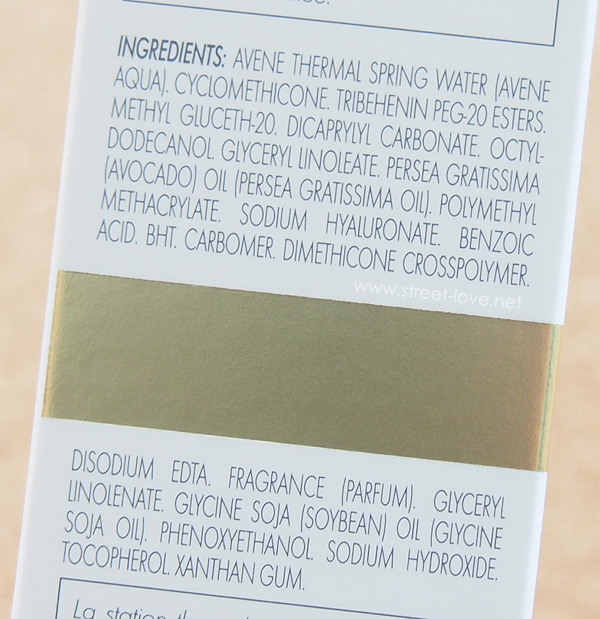 INGREDIENTS: AVENE THERMAL SPRING WATER (AVENE
AQUA). CYCLOMETHICONE. TRIBEHENIN PEG-20 ESTERS.
METHYL GLUCETH-20. DICAPRYLYL CARBONATE. OCTYL-
DODECANOL. GLYCERYL LINOLEATE. PERSEA GRATISSIMA
(AVOCADO) OIL (PERSEA GRATISSIMA OIL). POLYMETHYL
METHACRYLATE. SODIUM HYALURONATE. BENZOIC
ACID. BHT. CARBOMER. DIMETHICONE CROSSPOLYMER.
www.street-love.net
DISODIUM EDTA. FRAGRANCE (PARFUM). GLYCERYL
LINOLENATE. GLYCINE SOJA (SOYBEAN) OIL (GLYCINE
SOJA OIL). PHENOXYETHANOL. SODIUM HYDROXIDE.
TOCOPHEROL. XANTHAN GUM.
La station